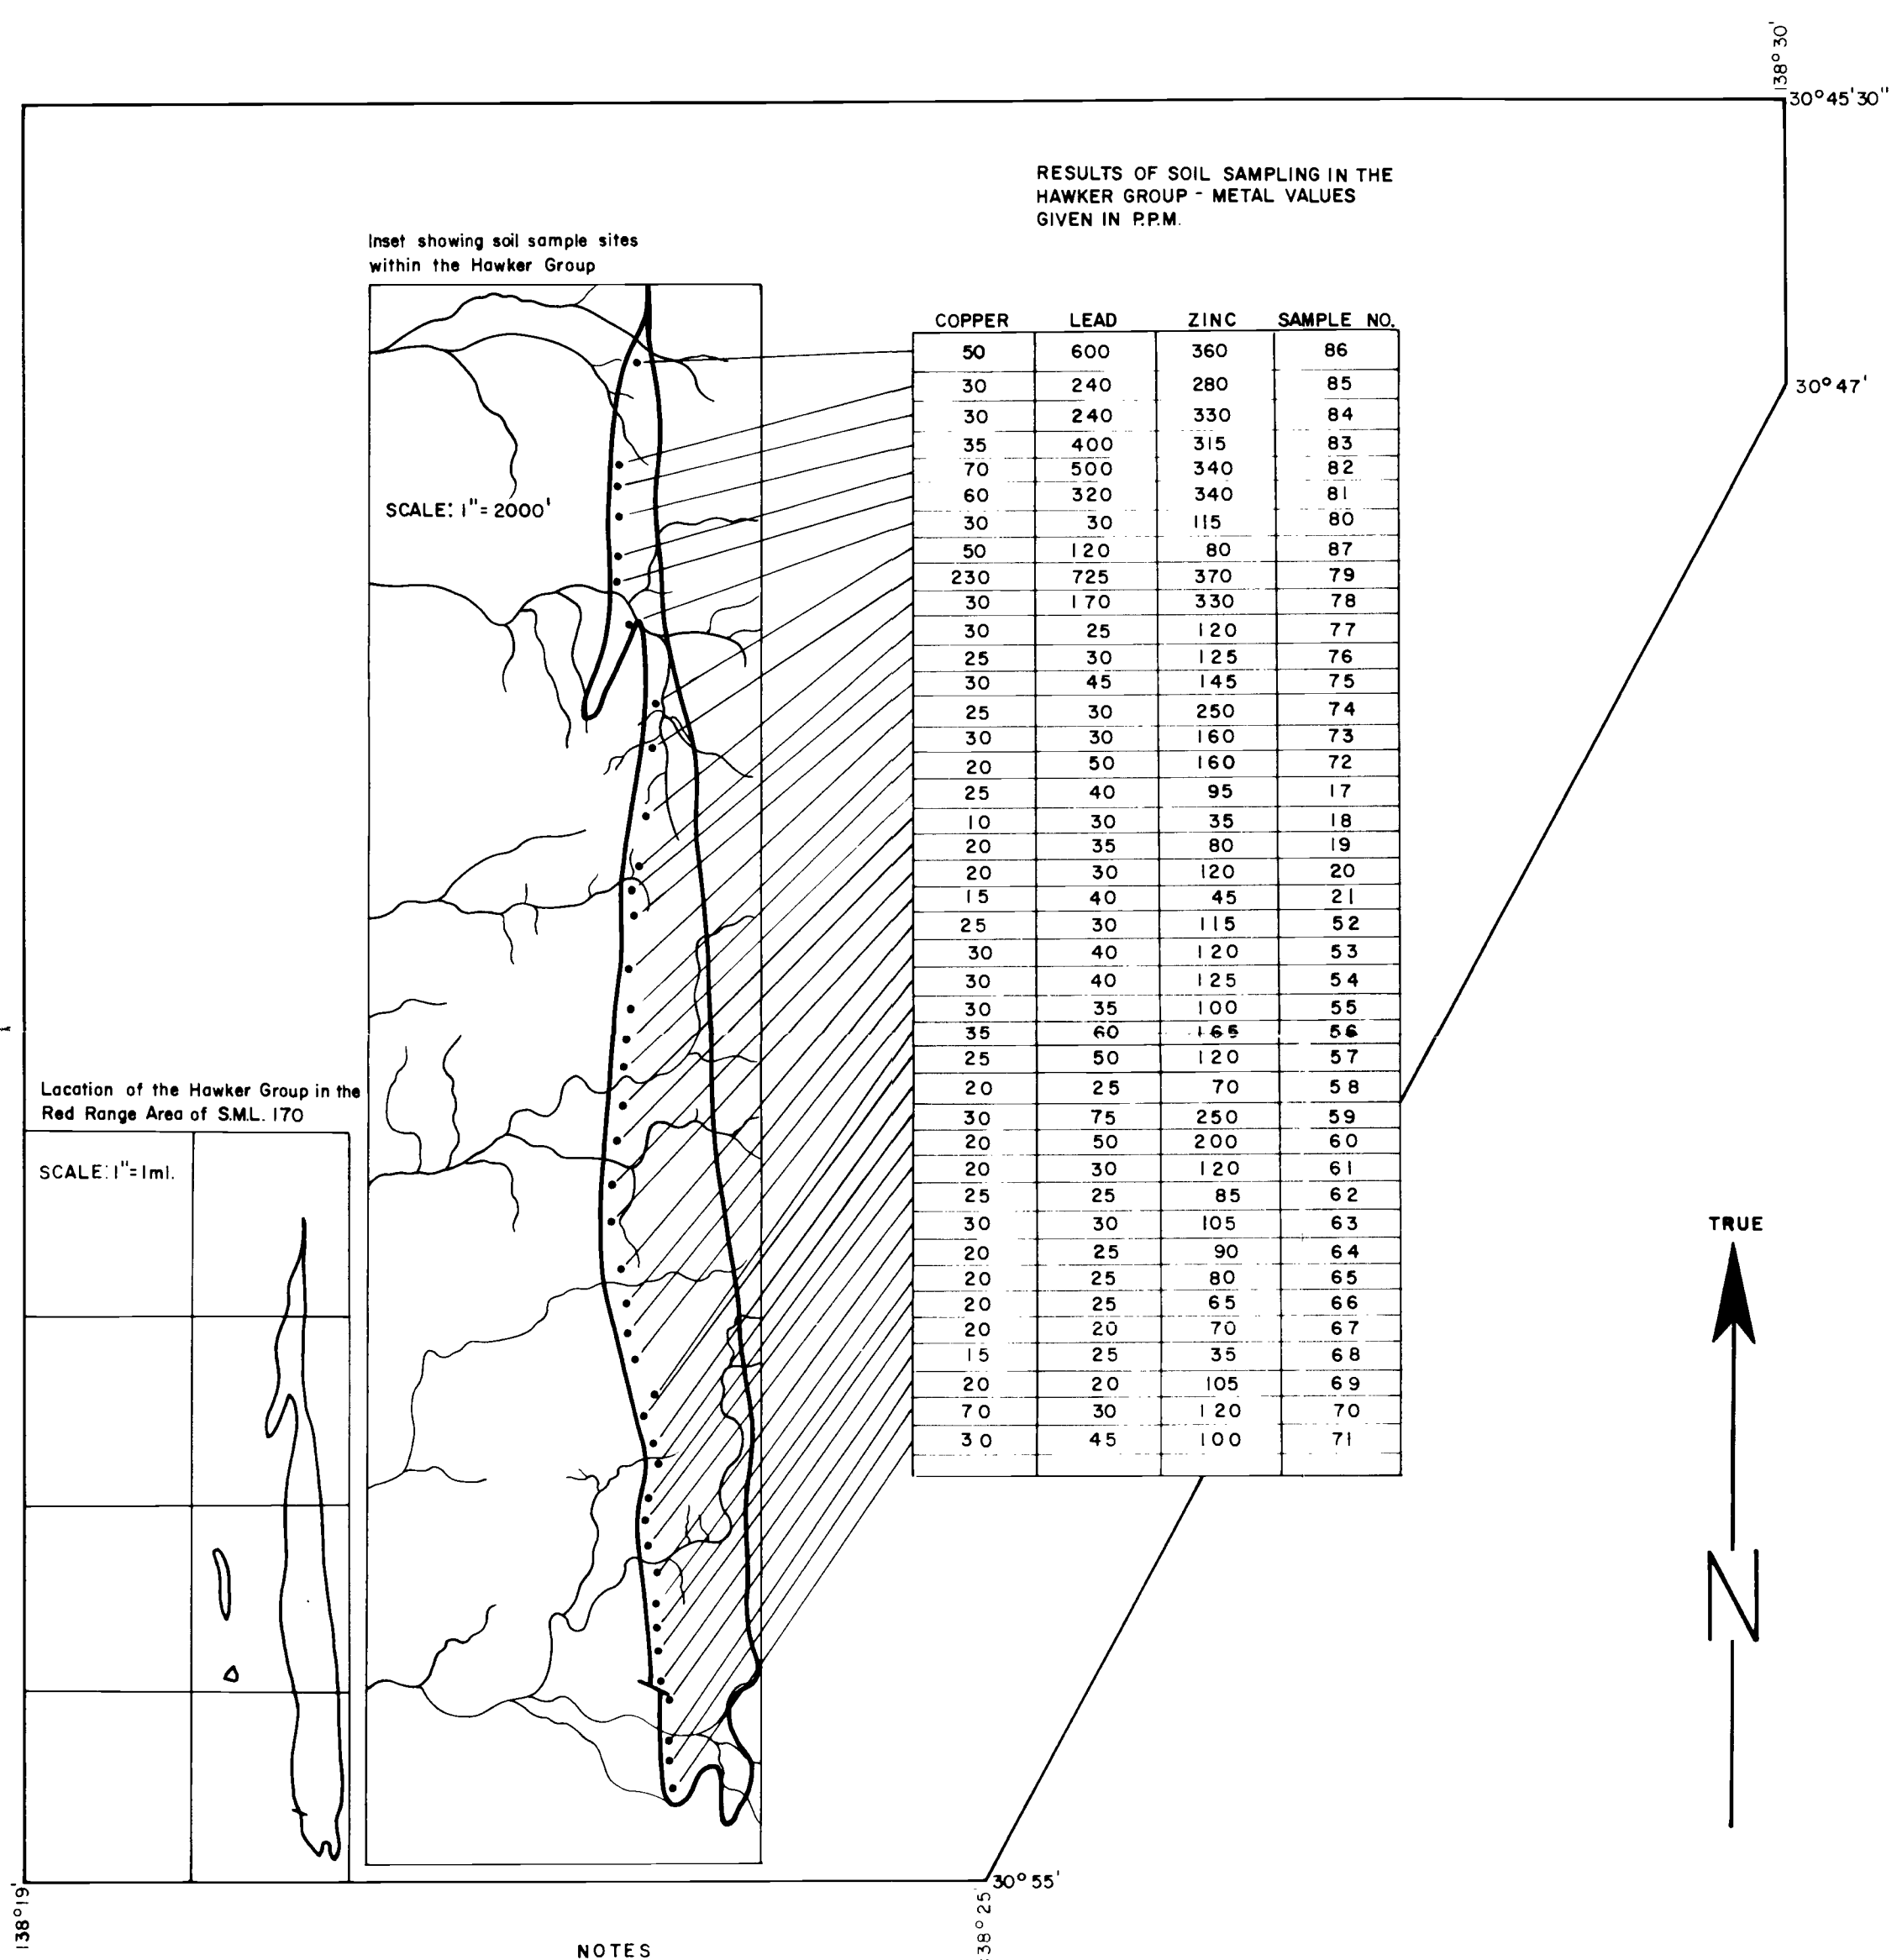 138° 30'
30° 45' 30"
RESULTS OF SOIL SAMPLING IN THE
HAWKER GROUP - METAL VALUES
GIVEN IN P.P.M.
Inset showing soil sample sites
within the Hawker Group
COPPER LEAD ZINC SAMPLE NO.
50 600 360 86
30 240 280 85
30° 47'
30 240 330 84
35 400 315 83
70 500 340 82
60 320 340 81
SCALE: 1" = 2000'
30 30 115 80
50 120 80 87
230 725 370 79
30 170 330 78
30 25 120 77
25 30 125 76
30 45 145 75
25 30 250 74
30 30 160 73
20 50 160 72
25 40 95 17
10 30 35 18
20 35 80 19
20 30 120 20
15 40 45 21
25 30 115 52
30 40 120 53
30 40 125 54
30 35 100 55
35 60 165 56
25 50 120 57
20 25 70 58
30 75 250 59
20 50 200 60
20 30 120 61
25 25 85 62
30 30 105 63
20 25 90 64
20 25 80 65
20 25 65 66
20 20 70 67
15 25 35 68
20 20 105 69
70 30 120 70
30 45 100 71
Location of the Hawker Group in the
Red Range Area of S.M.L. 170
SCALE: 1" = 1ml.
TRUE
N
30° 55'
138° 19'
138° 25'
NOTES